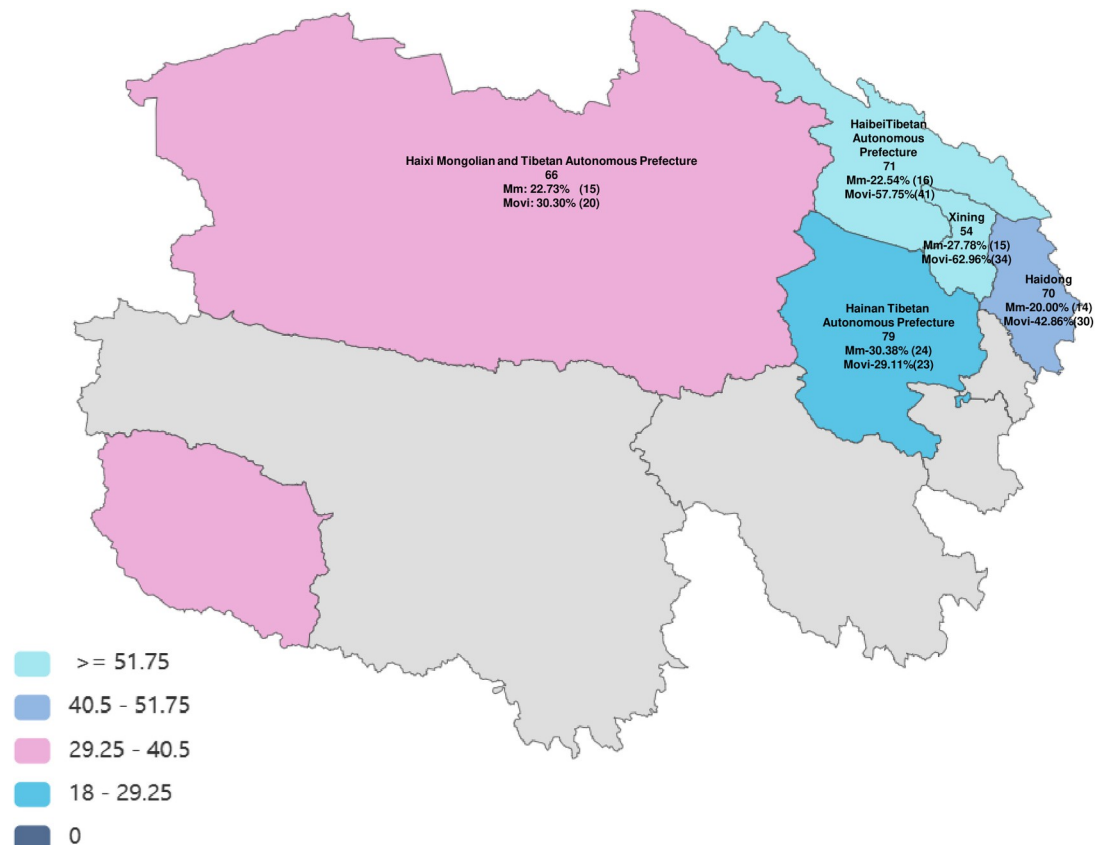 HaibeiTibetan
Autonomous
Prefecture
71
Mm-22.54% (16)
Movi-57.75%(41)
Haixi Mongolian and Tibetan Autonomous Prefecture
66
Mm: 22.73% (15)
Movi: 30.30% (20)
Xining
54
Mm-27.78% (15)
Movi-62.96%(34)
Haidong
70
Mm-20.00% (14)
Movi-42.86%(30)
Hainan Tibetan
Autonomous Prefecture
79
Mm-30.38% (24)
Movi-29.11%(23)
>= 51.75
40.5 - 51.75
29.25 - 40.5
18 - 29.25
0